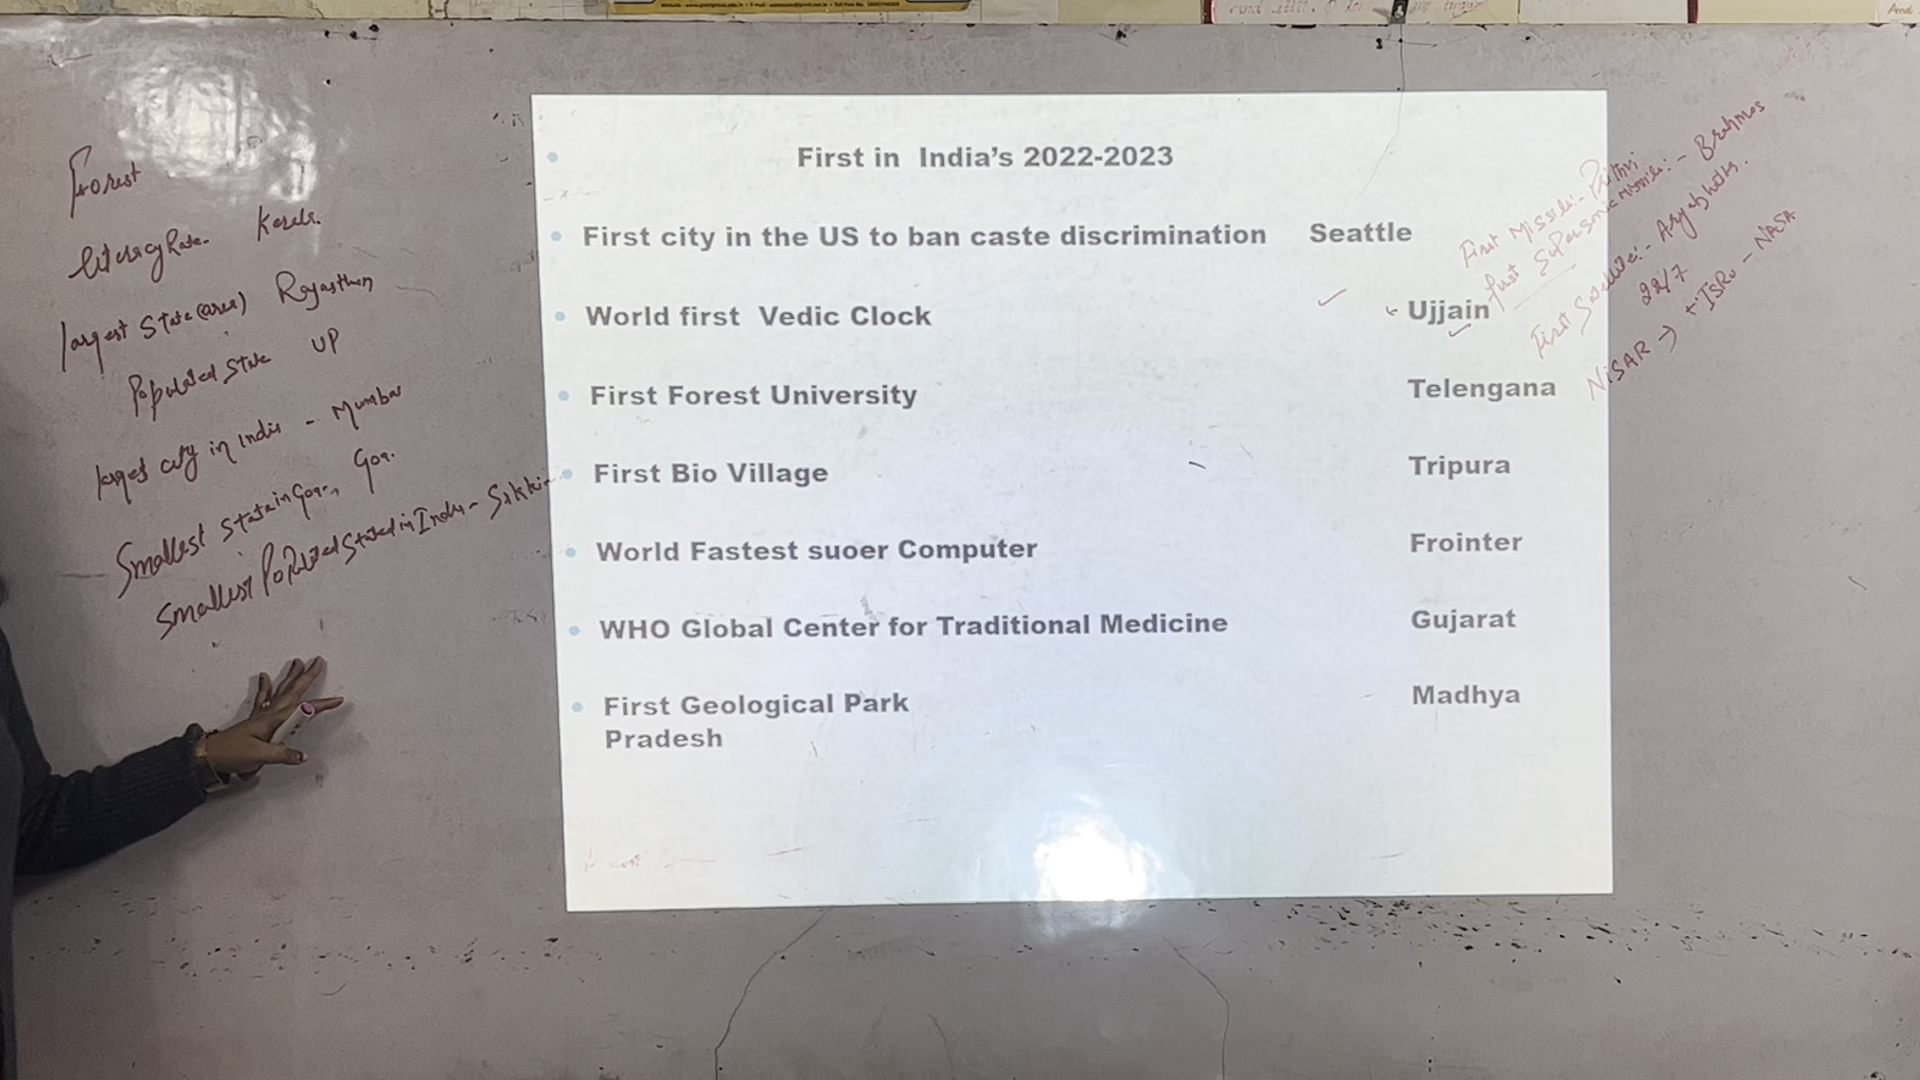 First in India’s 2022-2023
First city in the US to ban caste discrimination Seattle
World first Vedic Clock Ujjain
First Forest University Telengana
First Bio Village Tripura
World Fastest suoer Computer Frointer
WHO Global Center for Traditional Medicine Gujarat
First Geological Park Madhya
Pradesh
Forest
literacy Rate-
largest State (area) Rajasthan
Populated State UP
largest city in India - Mumbai
Smallest State in Goa
Smallest Populated State in India -
First Missile:- Prithvi
first Supersonic Missile:- Brahmos
First Satellite:- Aryabhata.
22/7
NISAR → + ISRO - NASA